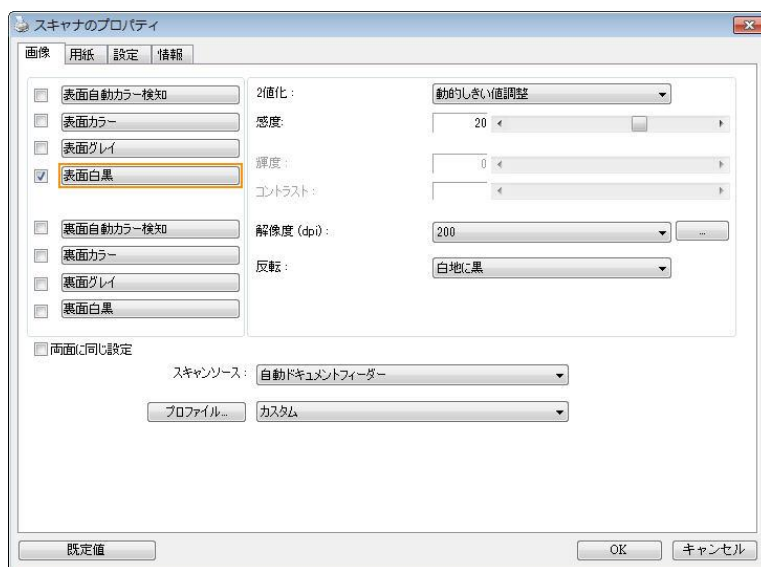 スキャナのプロパティ
画像 用紙 設定 情報
表面自動カラー検知
表面カラー
表面グレイ
表面白黒
裏面自動カラー検知
裏面カラー
裏面グレイ
裏面白黒
2値化： 動的しきい値調整
感度: 20
輝度： 0
コントラスト：
解像度 (dpi)： 200 ...
反転： 白地に黒
両面に同じ設定
スキャンソース： 自動ドキュメントフィーダー
プロファイル... カスタム
既定値 OK キャンセル